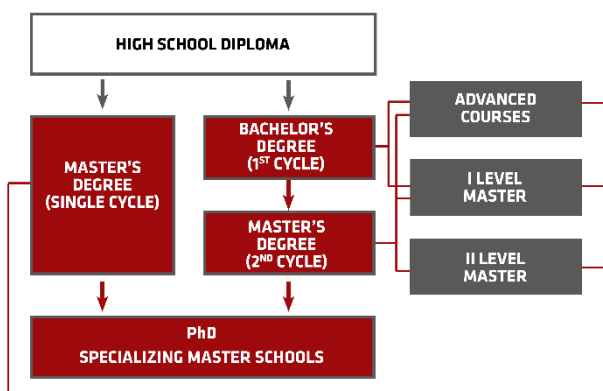 HIGH SCHOOL DIPLOMA
MASTER'S
DEGREE
(SINGLE CYCLE)
BACHELOR'S
DEGREE
(1ST CYCLE)
MASTER'S
DEGREE
(2ND CYCLE)
PhD
SPECIALIZING MASTER SCHOOLS
ADVANCED
COURSES
I LEVEL
MASTER
II LEVEL
MASTER